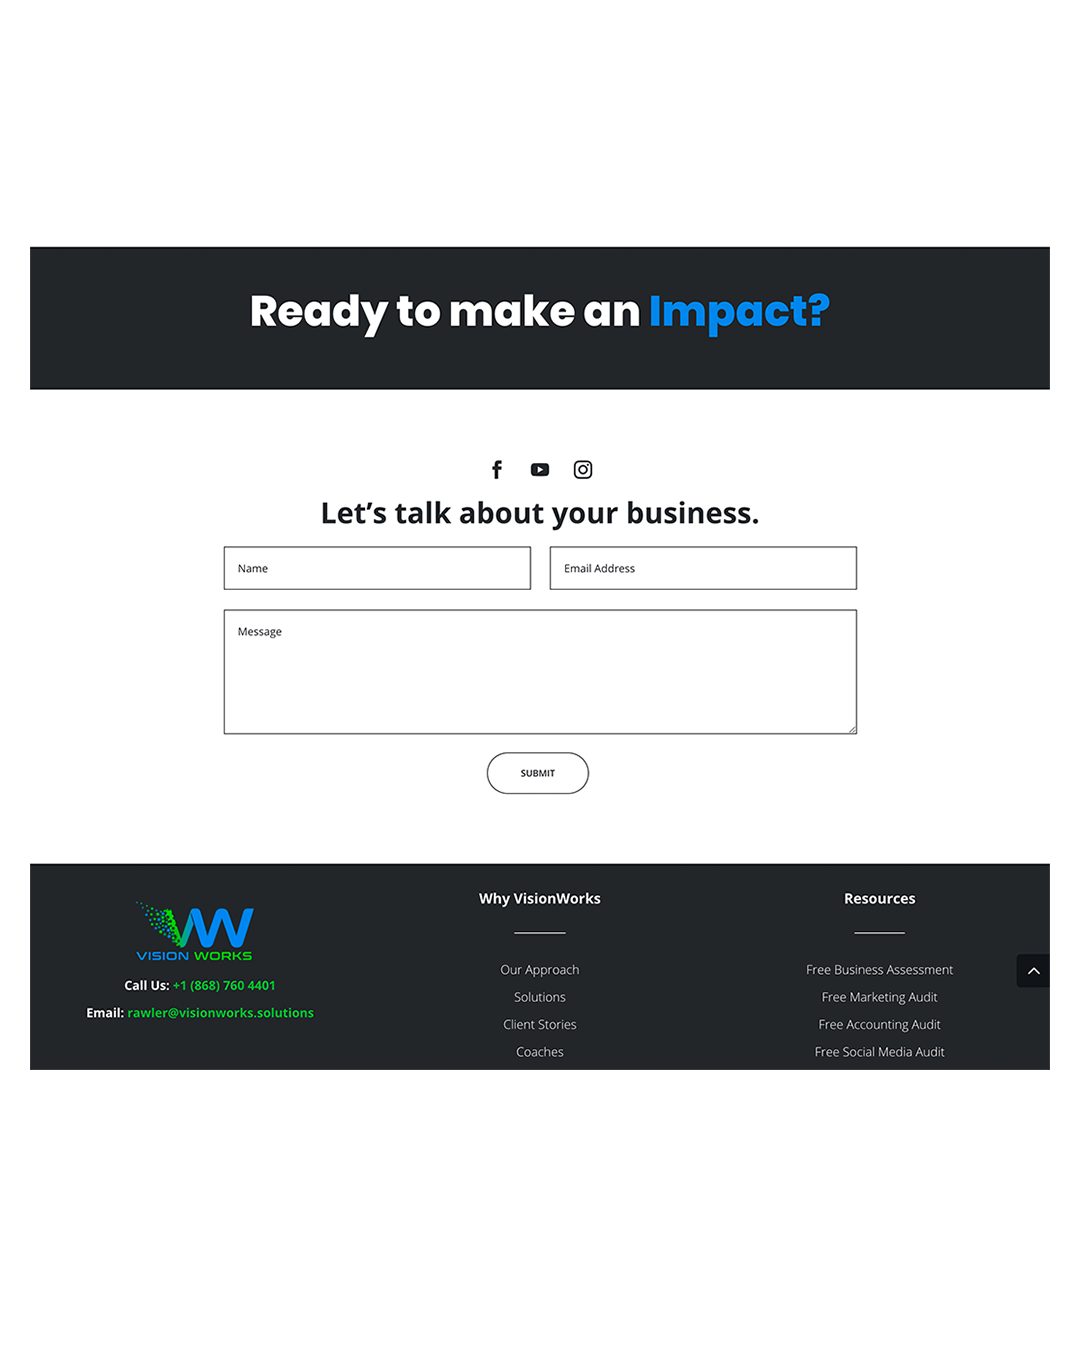 Ready to make an Impact?
Let’s talk about your business.
Name
Email Address
Message
SUBMIT
VISION WORKS
Call Us: +1 (868) 760 4401
Email: rawler@visionworks.solutions
Why VisionWorks
Our Approach
Solutions
Client Stories
Coaches
Resources
Free Business Assessment
Free Marketing Audit
Free Accounting Audit
Free Social Media Audit